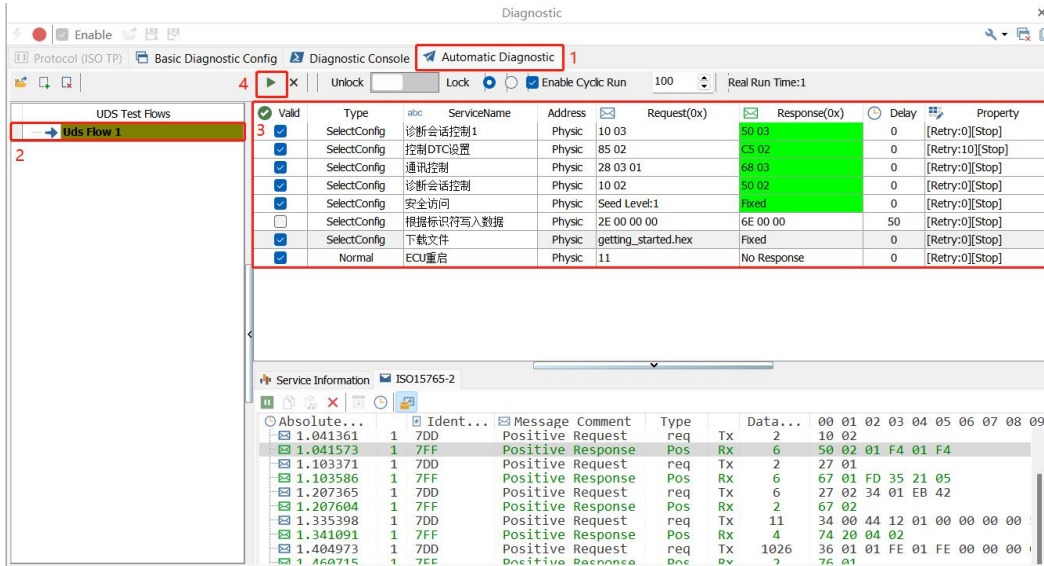 Diagnostic
Enable
Protocol (ISO TP) Basic Diagnostic Config Diagnostic Console Automatic Diagnostic 1
4 Unlock Lock Enable Cyclic Run 100 Real Run Time:1
UDS Test Flows
Uds Flow 1
2
Valid Type abc ServiceName Address Request(0x) Response(0x) Delay Property
3 SelectConfig 诊断会话控制1 Physic 10 03 50 03 0 [Retry:0][Stop]
SelectConfig 控制DTC设置 Physic 85 02 C5 02 0 [Retry:10][Stop]
SelectConfig 通讯控制 Physic 28 03 01 68 03 0 [Retry:0][Stop]
SelectConfig 诊断会话控制 Physic 10 02 50 02 0 [Retry:0][Stop]
SelectConfig 安全访问 Physic Seed Level:1 Fixed 0 [Retry:0][Stop]
SelectConfig 根据标识符写入数据 Physic 2E 00 00 00 6E 00 00 50 [Retry:0][Stop]
SelectConfig 下载文件 Physic getting_started.hex Fixed 0 [Retry:0][Stop]
Normal ECU重启 Physic 11 No Response 0 [Retry:0][Stop]
Service Information ISO15765-2
Absolute... Ident... Message Comment Type Data... 00 01 02 03 04 05 06 07 08 09
1.041361 1 7DD Positive Request req Tx 2 10 02
1.041573 1 7FF Positive Response Pos Rx 6 50 02 01 F4 01 F4
1.103371 1 7DD Positive Request req Tx 2 27 01
1.103586 1 7FF Positive Response Pos Rx 6 67 01 FD 35 21 05
1.207365 1 7DD Positive Request req Tx 6 27 02 34 01 EB 42
1.207604 1 7FF Positive Response Pos Rx 2 67 02
1.335398 1 7DD Positive Request req Tx 11 34 00 44 12 01 00 00 00 00
1.341091 1 7FF Positive Response Pos Rx 4 74 20 04 02
1.404973 1 7DD Positive Request req Tx 1026 36 01 01 FE 01 FE 00 00 00
1.460715 1 7FF Positive Response Pos Rx 2 76 01